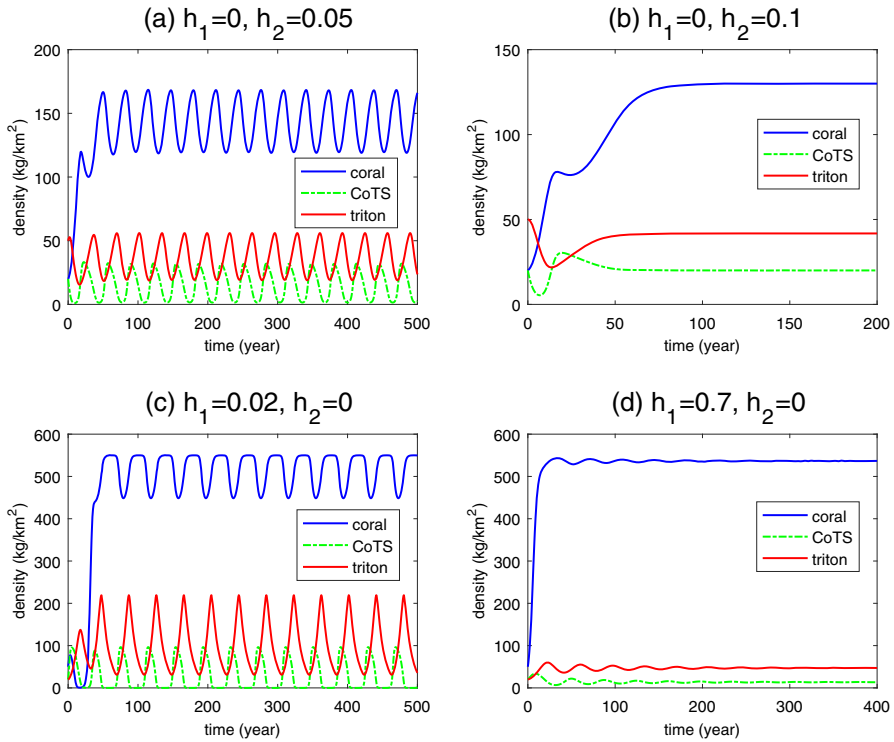 (a) h₁=0, h₂=0.05
density (kg/km²)
200
150
100
50
0
coral
CoTS
triton
0 100 200 300 400 500
time (year)
(b) h₁=0, h₂=0.1
density (kg/km²)
150
100
50
0
coral
CoTS
triton
0 50 100 150 200
time (year)
(c) h₁=0.02, h₂=0
density (kg/km²)
600
500
400
300
200
100
0
coral
CoTS
triton
0 100 200 300 400 500
time (year)
(d) h₁=0.7, h₂=0
density (kg/km²)
600
500
400
300
200
100
0
coral
CoTS
triton
0 100 200 300 400
time (year)